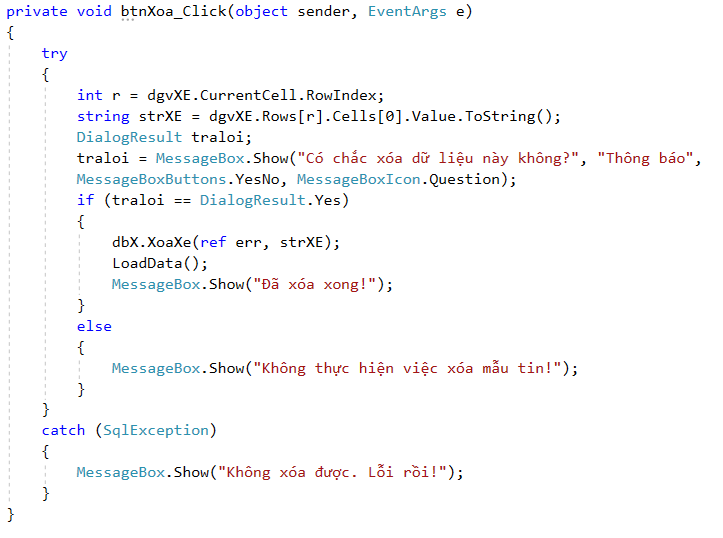 private void btnXoa_Click(object sender, EventArgs e)
{
try
{
int r = dgvXE.CurrentCell.RowIndex;
string strXE = dgvXE.Rows[r].Cells[0].Value.ToString();
DialogResult traloi;
traloi = MessageBox.Show("Có chắc xóa dữ liệu này không?", "Thông báo",
MessageBoxButtons.YesNo, MessageBoxIcon.Question);
if (traloi == DialogResult.Yes)
{
dbX.XoaXe(ref err, strXE);
LoadData();
MessageBox.Show("Đã xóa xong!");
}
else
{
MessageBox.Show("Không thực hiện việc xóa mẫu tin!");
}
}
catch (SqlException)
{
MessageBox.Show("Không xóa được. Lỗi rồi!");
}
}